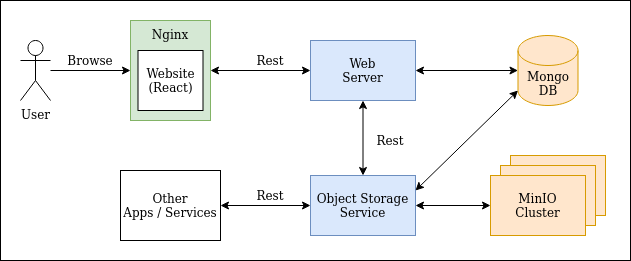 Nginx
Website
(React)
User
Browse
Rest
Web
Server
Mongo
DB
Rest
Other
Apps / Services
Rest
Object Storage
Service
MinIO
Cluster